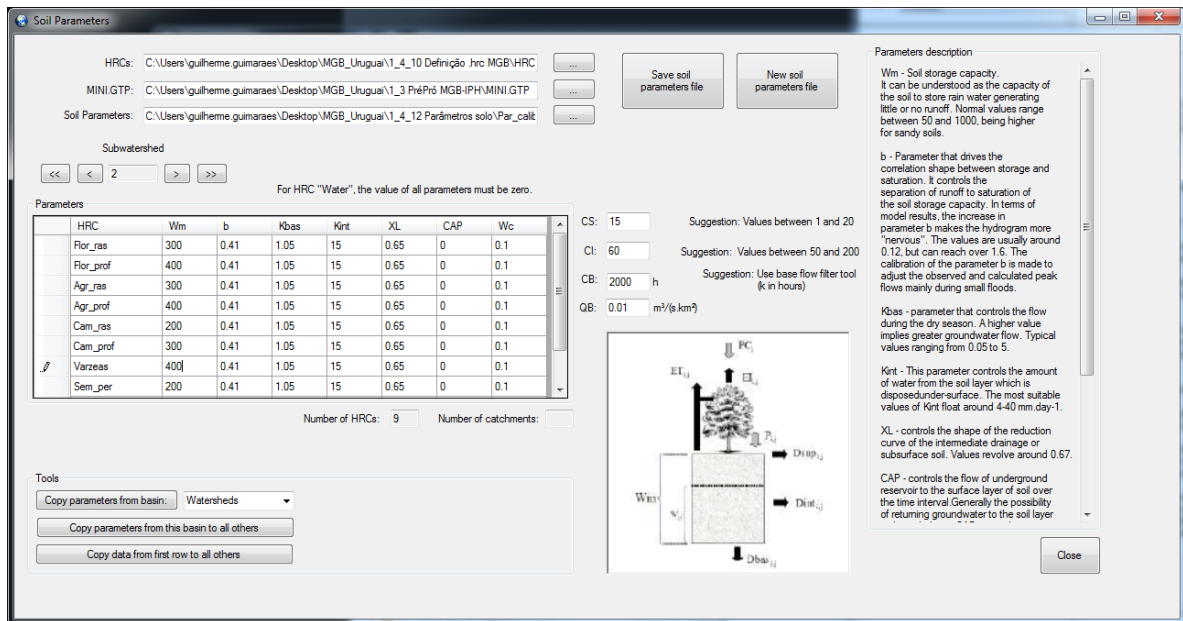 Soil Parameters
HRCs: C:\Users\guilherme.guimaraes\Desktop\MGB_Uruguai\1_4_10 Definição .hrc MGB\HRC ...
MINI.GTP: C:\Users\guilherme.guimaraes\Desktop\MGB_Uruguai\1_3 PréPró MGB-IPH\MINI.GTP ...
Soil Parameters: C:\Users\guilherme.guimaraes\Desktop\MGB_Uruguai\1_4_12 Parâmetros solo\Par_calib ...
Save soil
parameters file
New soil
parameters file
Subwatershed
<< < 2 > >>
For HRC "Water", the value of all parameters must be zero.
Parameters
HRC Wm b Kbas Kint XL CAP Wc
Flor_ras 300 0.41 1.05 15 0.65 0 0.1
Flor_prof 400 0.41 1.05 15 0.65 0 0.1
Agr_ras 300 0.41 1.05 15 0.65 0 0.1
Agr_prof 400 0.41 1.05 15 0.65 0 0.1
Cam_ras 200 0.41 1.05 15 0.65 0 0.1
Cam_prof 300 0.41 1.05 15 0.65 0 0.1
Varzeas 400 0.41 1.05 15 0.65 0 0.1
Sem_per 200 0.41 1.05 15 0.65 0 0.1
Number of HRCs: 9 Number of catchments:
CS: 15 Suggestion: Values between 1 and 20
CI: 60 Suggestion: Values between 50 and 200
CB: 2000 h Suggestion: Use base flow filter tool
(k in hours)
QB: 0.01 m³/(s.km²)
Tools
Copy parameters from basin: Watersheds
Copy parameters from this basin to all others
Copy data from first row to all others
PC i
ET i,j
EI i,j
P i,j
Dsup i,j
Wm
Dint i,j
Dbas i,j
Parameters description
Wm - Soil storage capacity.
It can be understood as the capacity of
the soil to store rain water generating
little or no runoff. Normal values range
between 50 and 1000, being higher
for sandy soils.
b - Parameter that drives the
correlation shape between storage and
saturation. It controls the
separation of runoff to saturation of
the soil storage capacity. In terms of
model results, the increase in
parameter b makes the hydrogram more
"nervous". The values are usually around
0.12, but can reach over 1.6. The
calibration of the parameter b is made to
adjust the observed and calculated peak
flows mainly during small floods.
Kbas - parameter that controls the flow
during the dry season. A higher value
implies greater groundwater flow. Typical
values ranging from 0.05 to 5.
Kint - This parameter controls the amount
of water from the soil layer which is
disposedunder-surface. The most suitable
values of Kint float around 4-40 mm.day-1.
XL - controls the shape of the reduction
curve of the intermediate drainage or
subsurface soil. Values revolve around 0.67.
CAP - controls the flow of underground
reservoir to the surface layer of soil over
the time interval.Generally the possibility
of returning groundwater to the soil layer
Close